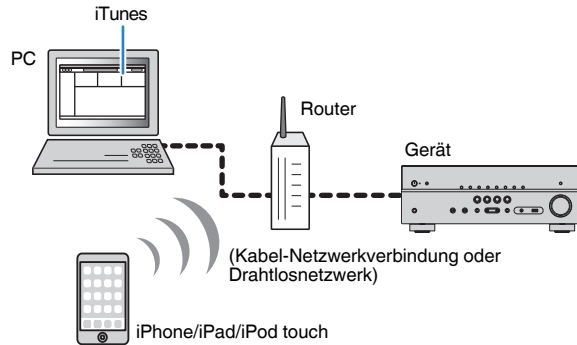 iTunes
PC
Router
Gerät
(Kabel-Netzwerkverbindung oder
Drahtlosnetzwerk)
iPhone/iPad/iPod touch